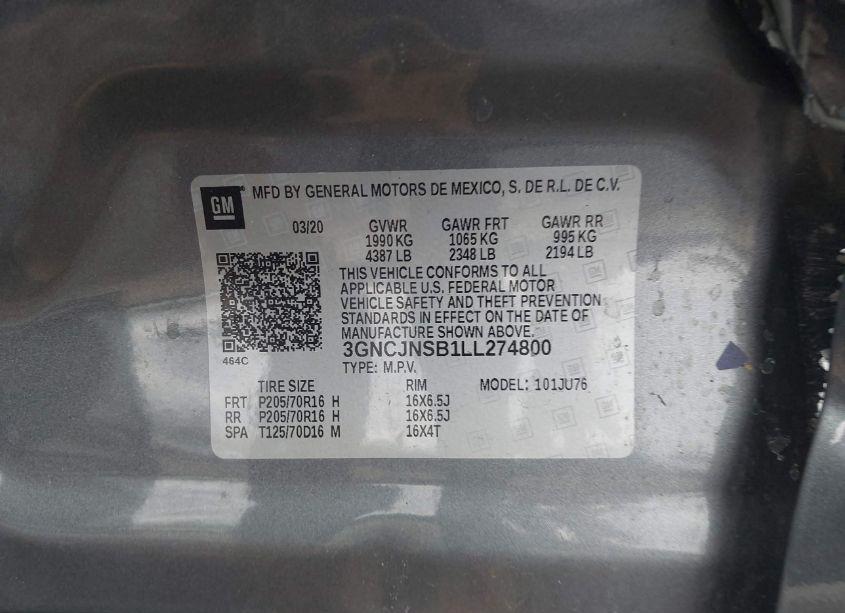 GM
MFD BY GENERAL MOTORS DE MEXICO, S. DE R.L. DE C.V.
03/20 GVWR GAWR FRT GAWR RR
1990 KG 1065 KG 995 KG
4387 LB 2348 LB 2194 LB
THIS VEHICLE CONFORMS TO ALL
APPLICABLE U.S. FEDERAL MOTOR
VEHICLE SAFETY AND THEFT PREVENTION
STANDARDS IN EFFECT ON THE DATE OF
MANUFACTURE SHOWN ABOVE.
464C
3GNCJNSB1LL274800
TYPE: M.P.V.
TIRE SIZE RIM MODEL: 101JU76
FRT P205/70R16 H 16X6.5J
RR P205/70R16 H 16X6.5J
SPA T125/70D16 M 16X4T